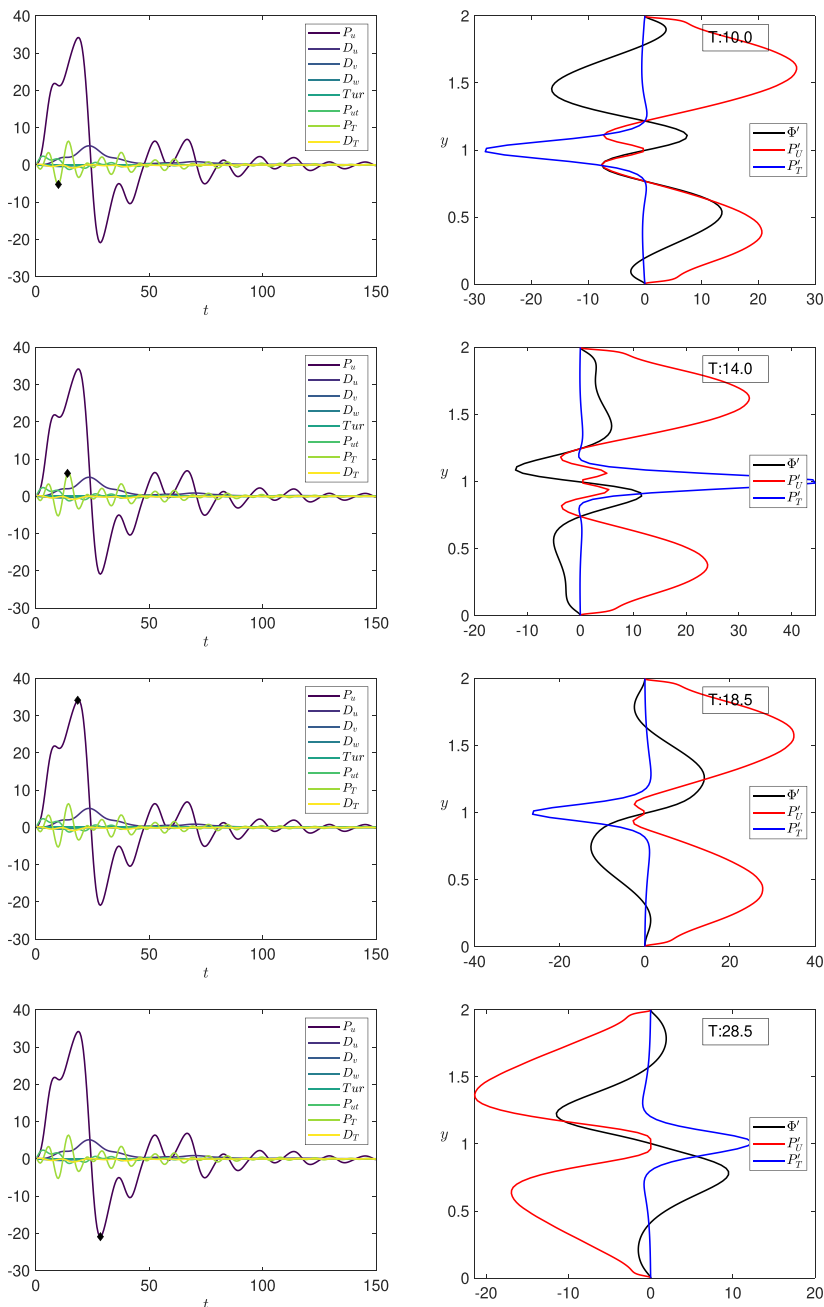 40
30
20
10
0
-10
-20
-30
0 50 100 150
t
P_u
D_u
D_v
D_w
Tur
P_ut
P_T
D_T
2
1.5
y 1
0.5
0
-30 -20 -10 0 10 20 30
T:10.0
Φ′
P′_U
P′_T
40
30
20
10
0
-10
-20
-30
0 50 100 150
t
P_u
D_u
D_v
D_w
Tur
P_ut
P_T
D_T
2
1.5
y 1
0.5
0
-20 -10 0 10 20 30 40
T:14.0
Φ′
P′_U
P′_T
40
30
20
10
0
-10
-20
-30
0 50 100 150
t
P_u
D_u
D_v
D_w
Tur
P_ut
P_T
D_T
2
1.5
y 1
0.5
0
-40 -20 0 20 40
T:18.5
Φ′
P′_U
P′_T
40
30
20
10
0
-10
-20
-30
0 50 100 150
t
P_u
D_u
D_v
D_w
Tur
P_ut
P_T
D_T
2
1.5
y 1
0.5
0
-20 -10 0 10 20
T:28.5
Φ′
P′_U
P′_T